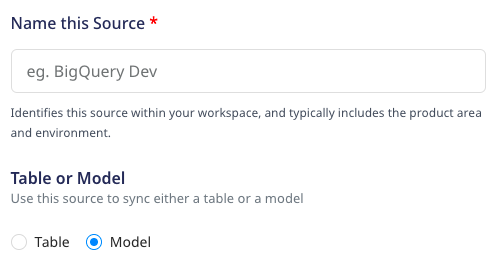 Name this Source *
eg. BigQuery Dev
Identifies this source within your workspace, and typically includes the product area
and environment.
Table or Model
Use this source to sync either a table or a model
Table Model